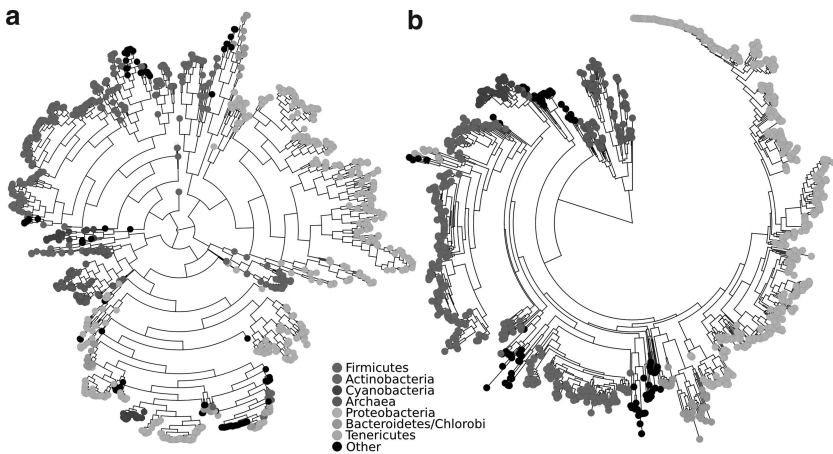 a
b
Firmicutes
Actinobacteria
Cyanobacteria
Archaea
Proteobacteria
Bacteroidetes/Chlorobi
Tenericutes
Other